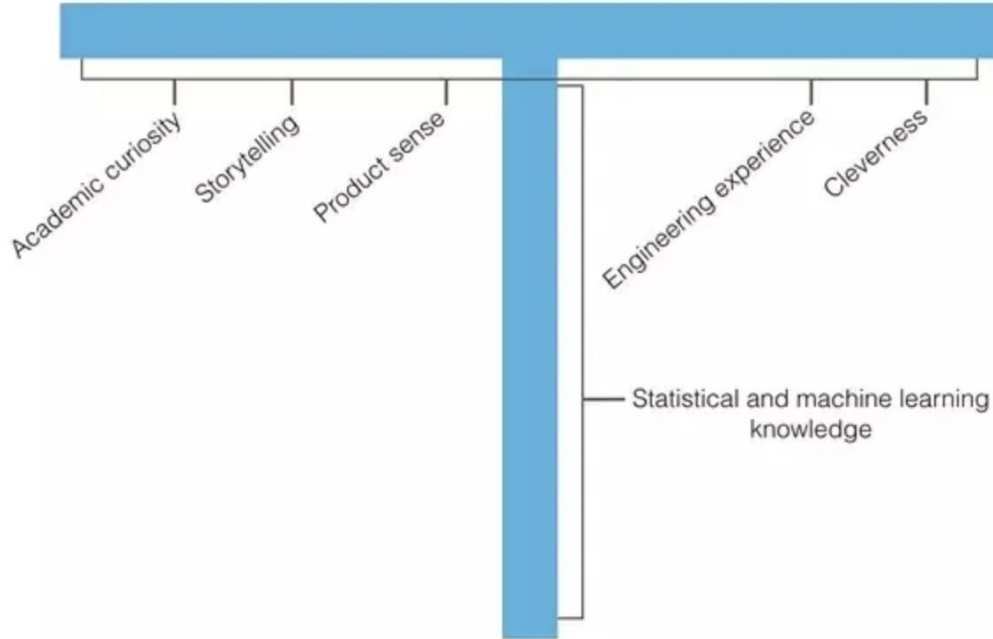 Academic curiosity
Storytelling
Product sense
Engineering experience
Cleverness
Statistical and machine learning
knowledge